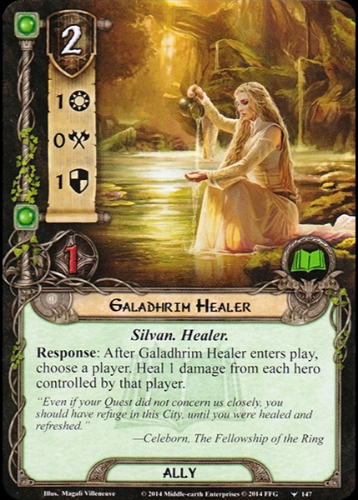 2
1
0
1
1
Galadhrim Healer
Silvan. Healer.
Response: After Galadhrim Healer enters play,
choose a player. Heal 1 damage from each hero
controlled by that player.
"Even if your Quest did not concern us closely, you
should have refuge in this City, until you were healed and
refreshed."
—Celeborn, The Fellowship of the Ring
Ally
Illus. Magali Villeneuve © 2014 Middle-earth Enterprises © 2014 FFG 147